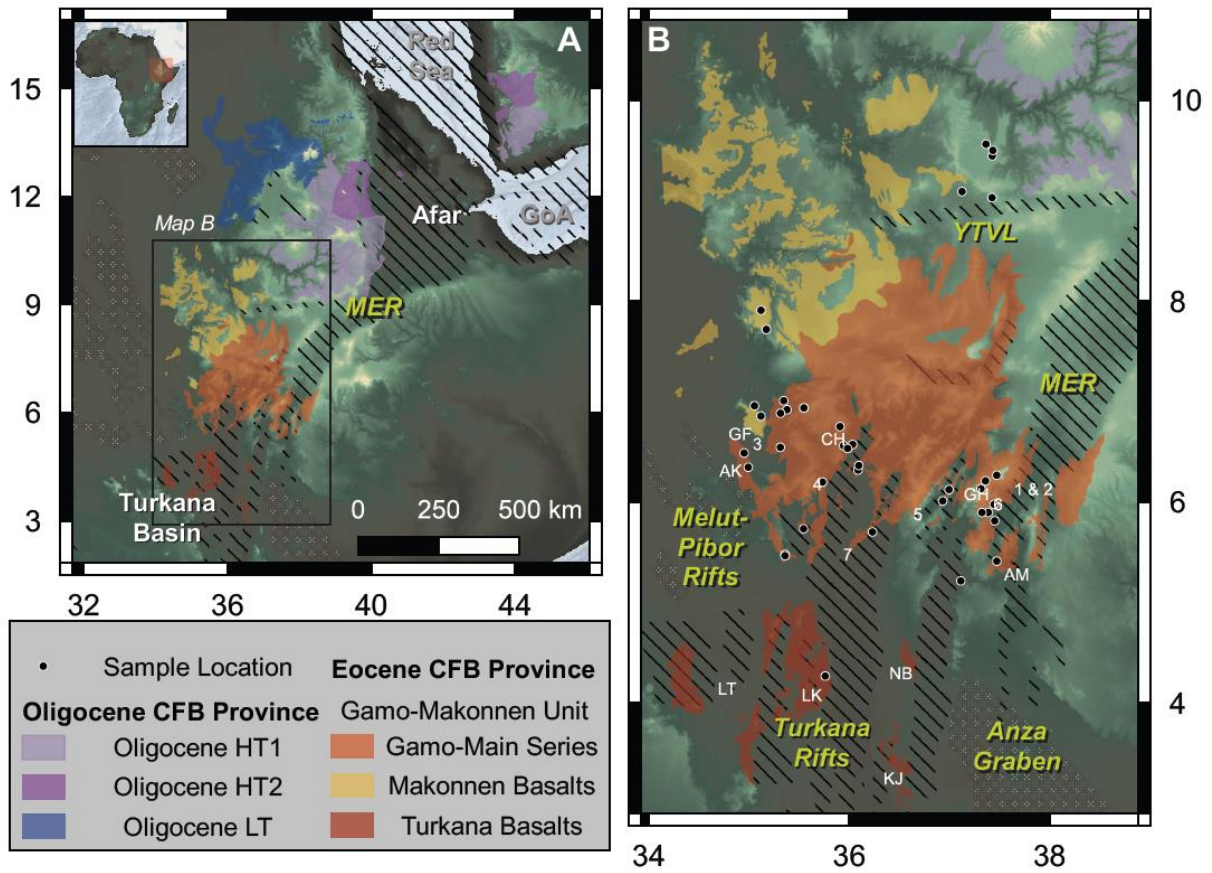 A
Red
Sea
15
12
Map B
Afar
GoA
9
MER
6
Turkana
Basin
0 250 500 km
3
32 36 40 44
B
10
YTVL
8
MER
GF
3
CH
AK
4
GH
1 & 2
6
5
6
Melut-
Pibor
Rifts
7
AM
LT
LK
NB
4
Turkana
Rifts
Anza
Graben
KJ
34 36 38
Sample Location
Eocene CFB Province
Oligocene CFB Province
Gamo-Makonnen Unit
Oligocene HT1
Gamo-Main Series
Oligocene HT2
Makonnen Basalts
Oligocene LT
Turkana Basalts